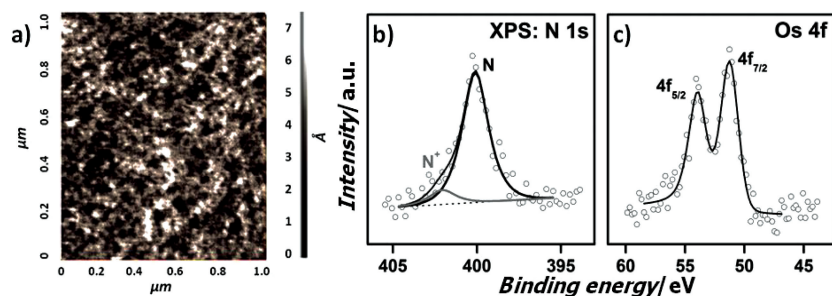 a)
1.0
0.8
0.6
0.4
0.2
0
μm
0 0.2 0.4 0.6 0.8 1.0
μm
7
6
5
4
3
2
1
0
Å
b) XPS: N 1s
N
N+
Intensity/ a.u.
405 400 395
c) Os 4f
4f7/2
4f5/2
60 55 50 45
Binding energy/ eV